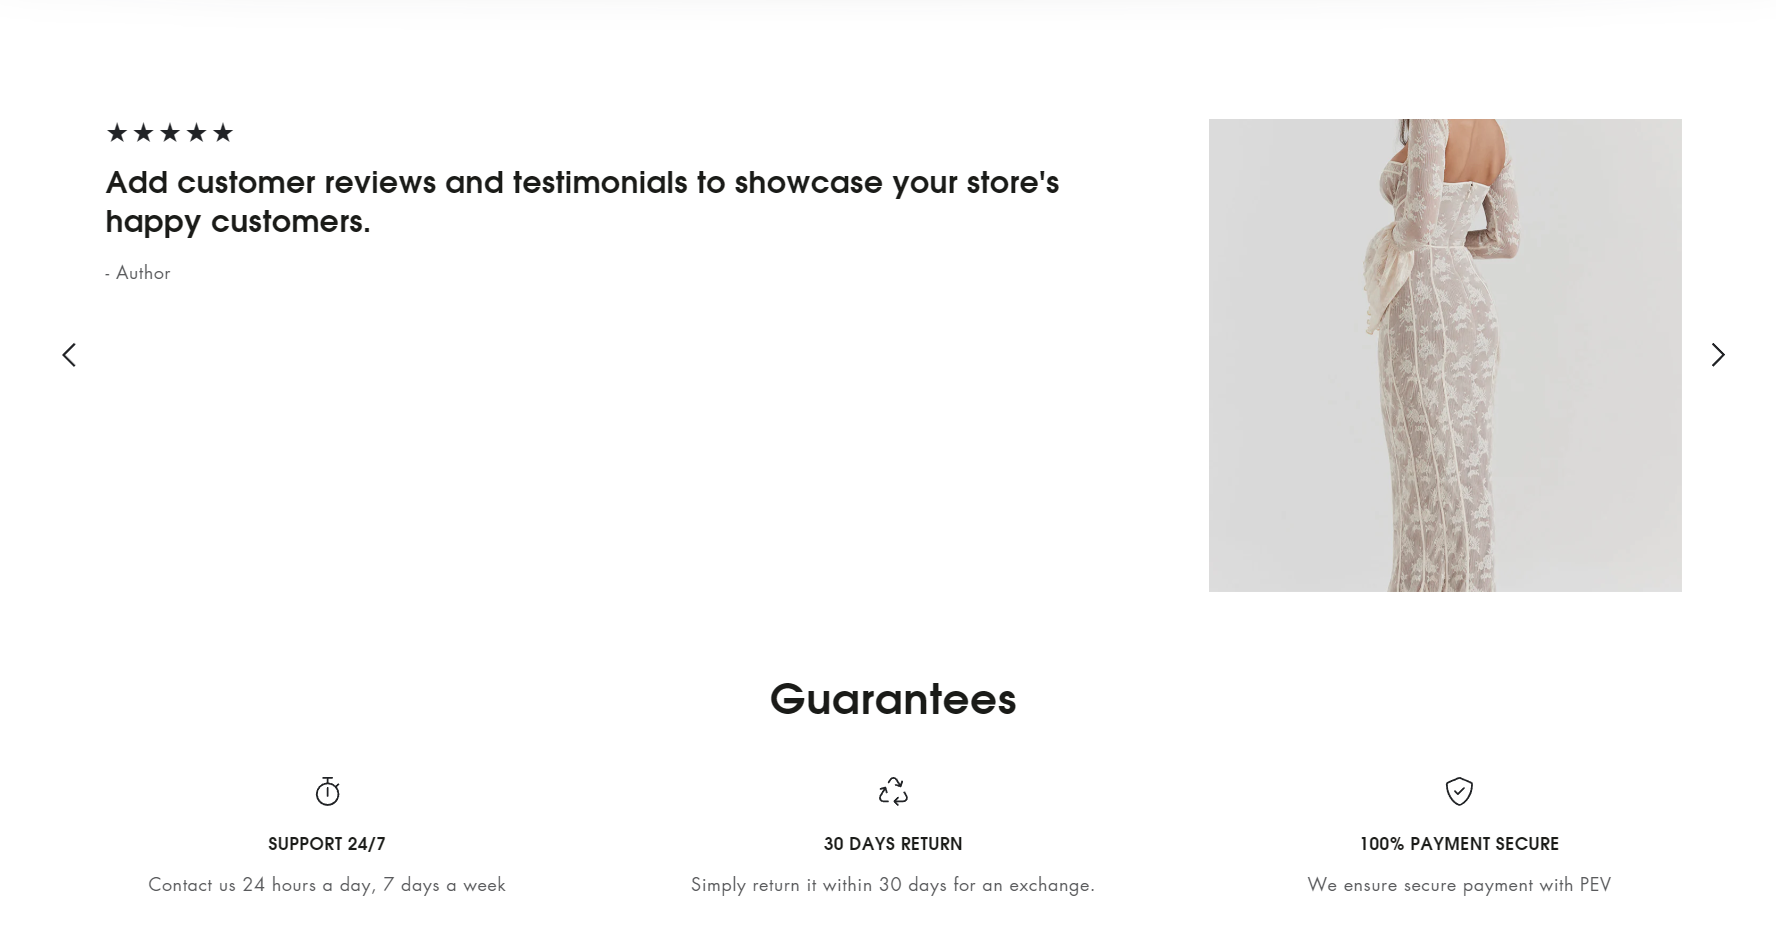 ★★★★★
Add customer reviews and testimonials to showcase your store's
happy customers.
- Author
Guarantees
SUPPORT 24/7
Contact us 24 hours a day, 7 days a week
30 DAYS RETURN
Simply return it within 30 days for an exchange.
100% PAYMENT SECURE
We ensure secure payment with PEV